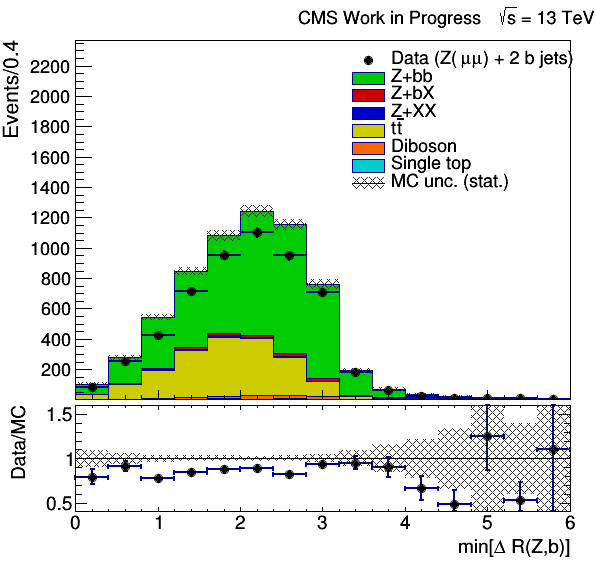 CMS Work in Progress √s = 13 TeV
Events/0.4
2200
2000
1800
1600
1400
1200
1000
800
600
400
200
Data (Z(μμ) + 2 b jets)
Z+bb
Z+bX
Z+XX
tt̄
Diboson
Single top
MC unc. (stat.)
Data/MC
1.5
1
0.5
0 1 2 3 4 5 6
min[Δ R(Z,b)]